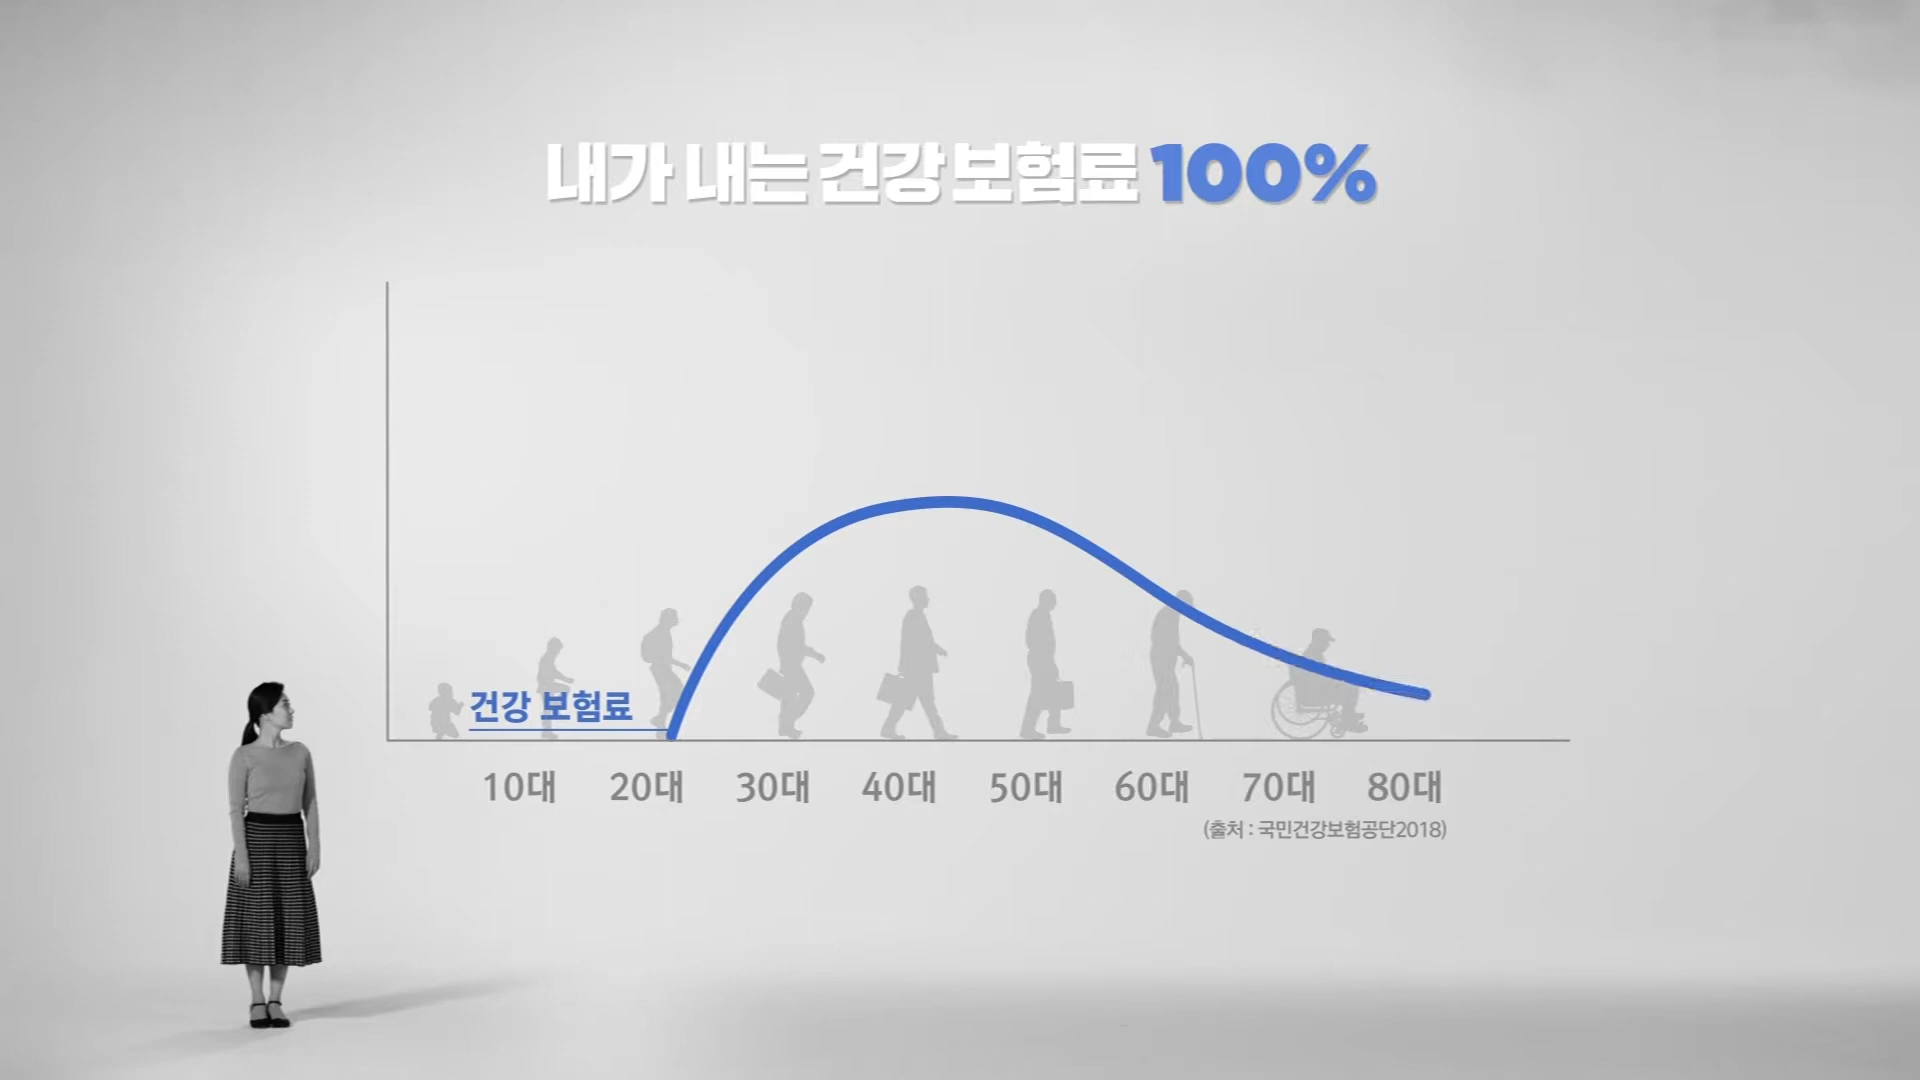 내가 내는 건강 보험료 100%
건강 보험료
10대 20대 30대 40대 50대 60대 70대 80대
(출처 : 국민건강보험공단2018)